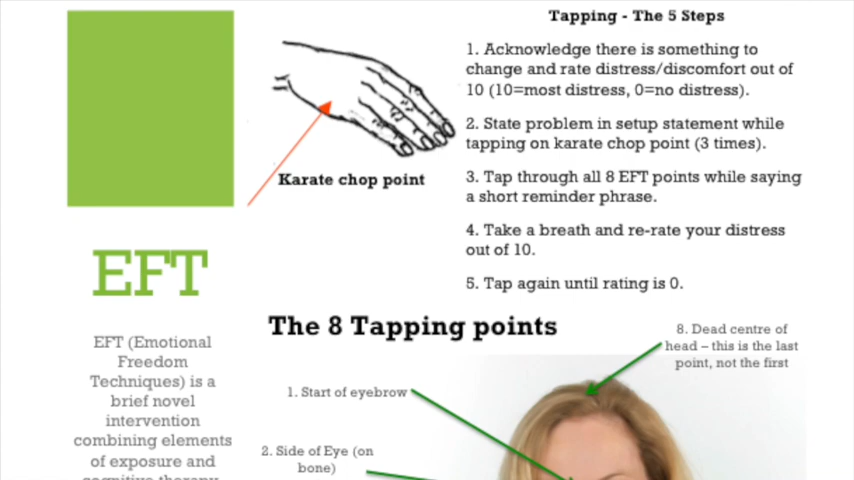 Tapping - The 5 Steps
1. Acknowledge there is something to
change and rate distress/discomfort out of
10 (10=most distress, 0=no distress).
2. State problem in setup statement while
tapping on karate chop point (3 times).
3. Tap through all 8 EFT points while saying
a short reminder phrase.
4. Take a breath and re-rate your distress
out of 10.
5. Tap again until rating is 0.
Karate chop point
EFT
EFT (Emotional
Freedom
Techniques) is a
brief novel
intervention
combining elements
of exposure and
cognitive therapy
The 8 Tapping points
8. Dead centre of
head – this is the last
point, not the first
1. Start of eyebrow
2. Side of Eye (on
bone)